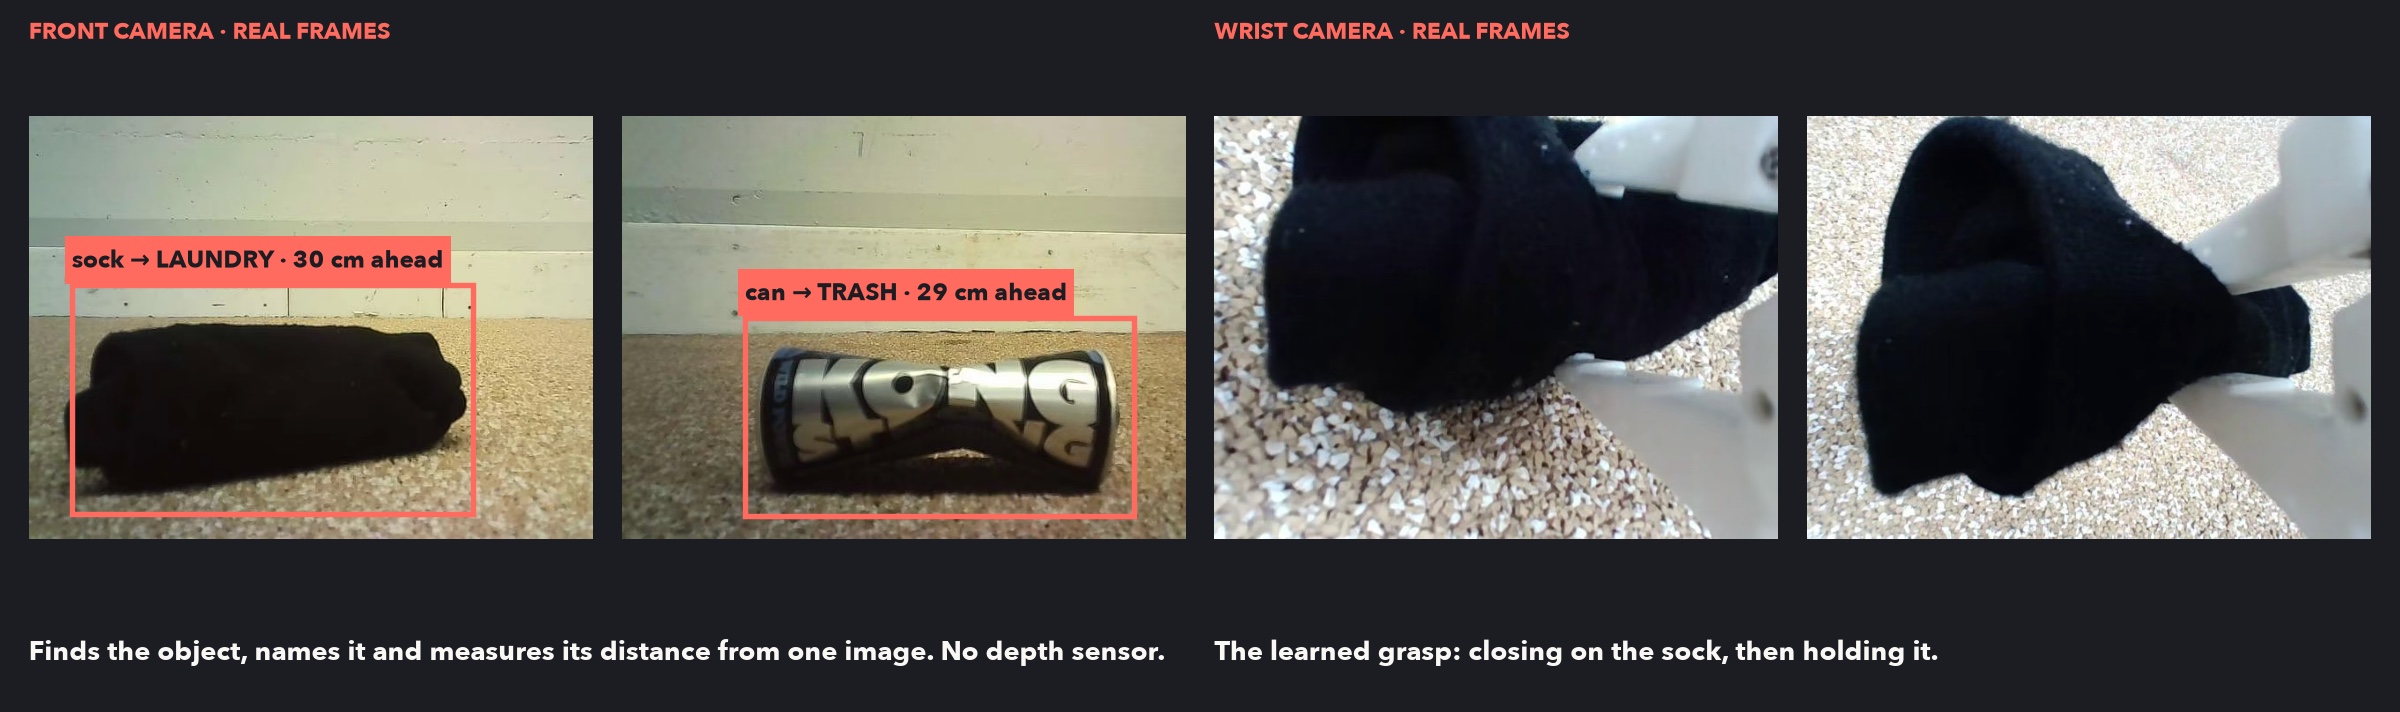 FRONT CAMERA · REAL FRAMES
WRIST CAMERA · REAL FRAMES
sock → LAUNDRY · 30 cm ahead
can → TRASH · 29 cm ahead
KONG
STRONG
Finds the object, names it and measures its distance from one image. No depth sensor.
The learned grasp: closing on the sock, then holding it.